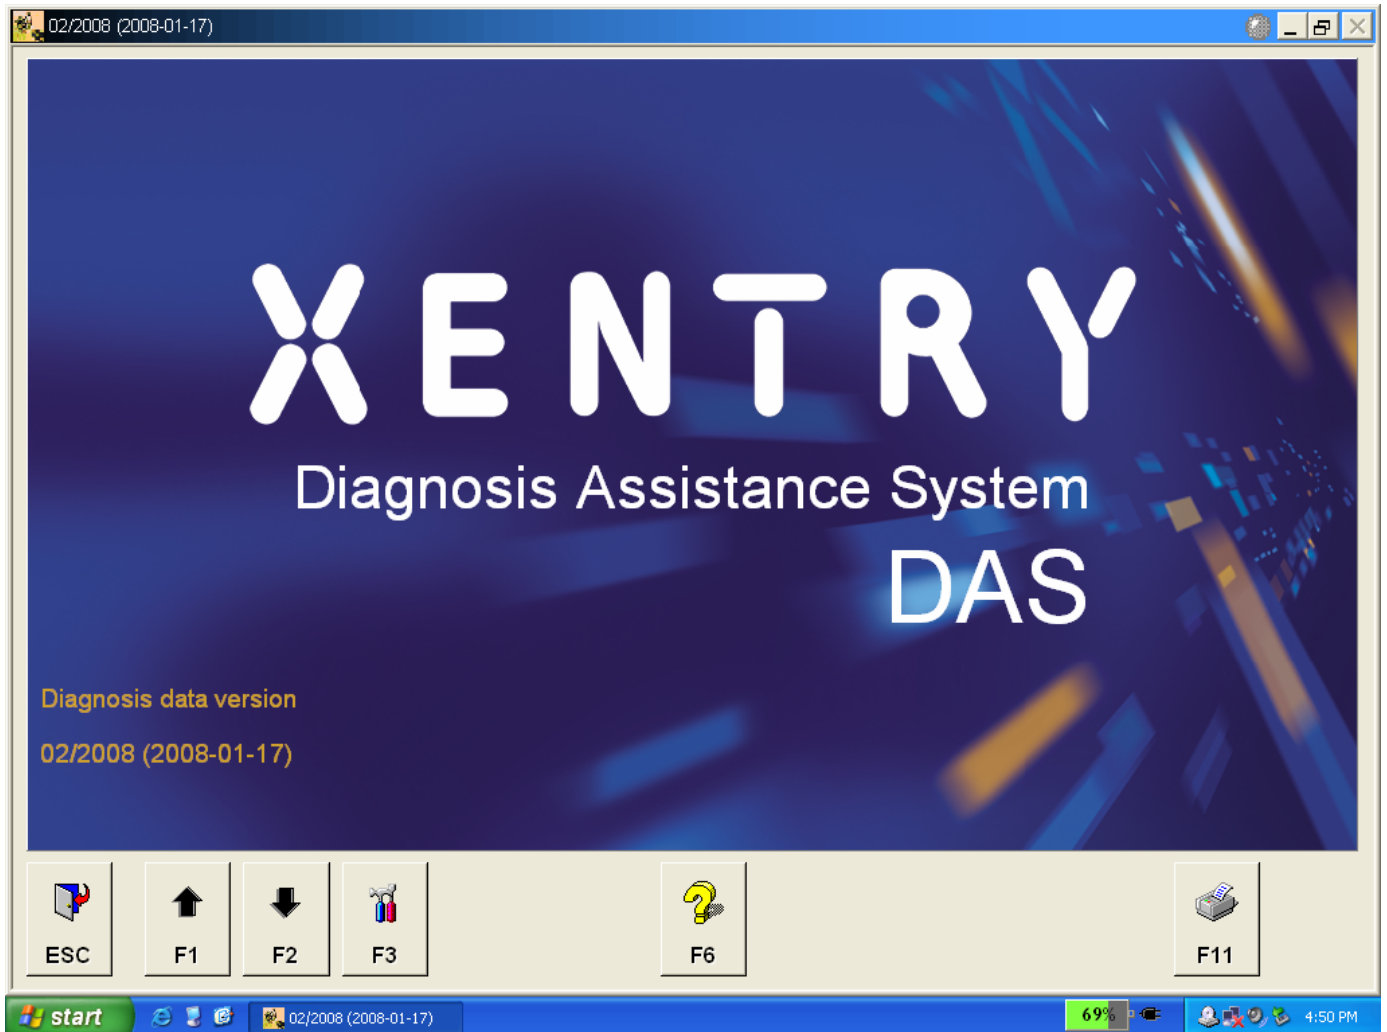 02/2008 (2008-01-17)
XENTRY
Diagnosis Assistance System
DAS
Diagnosis data version
02/2008 (2008-01-17)
ESC
F1
F2
F3
F6
F11
start
02/2008 (2008-01-17)
69%
4:50 PM